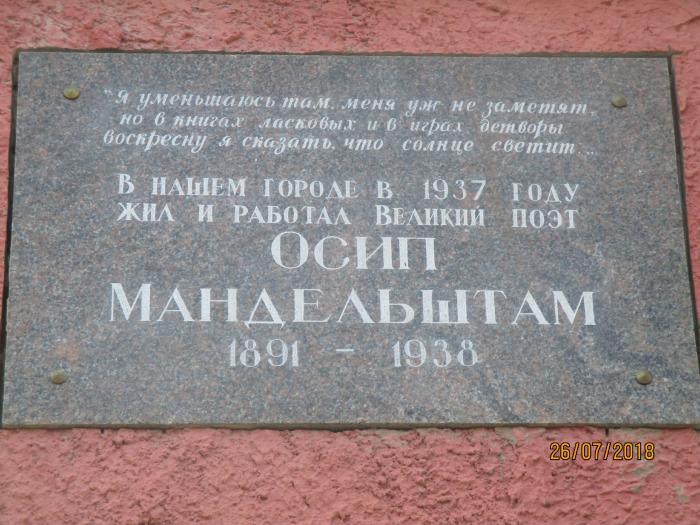 "Я уменьшаюсь там, меня уж не заметят,
но в книгах ласковых и в играх детворы
воскресну я сказать, что солнце светит..."
В НАШЕМ ГОРОДЕ В 1937 ГОДУ
ЖИЛ И РАБОТАЛ ВЕЛИКИЙ ПОЭТ
ОСИП
МАНДЕЛЬШТАМ
1891 - 1938
26/07/2018